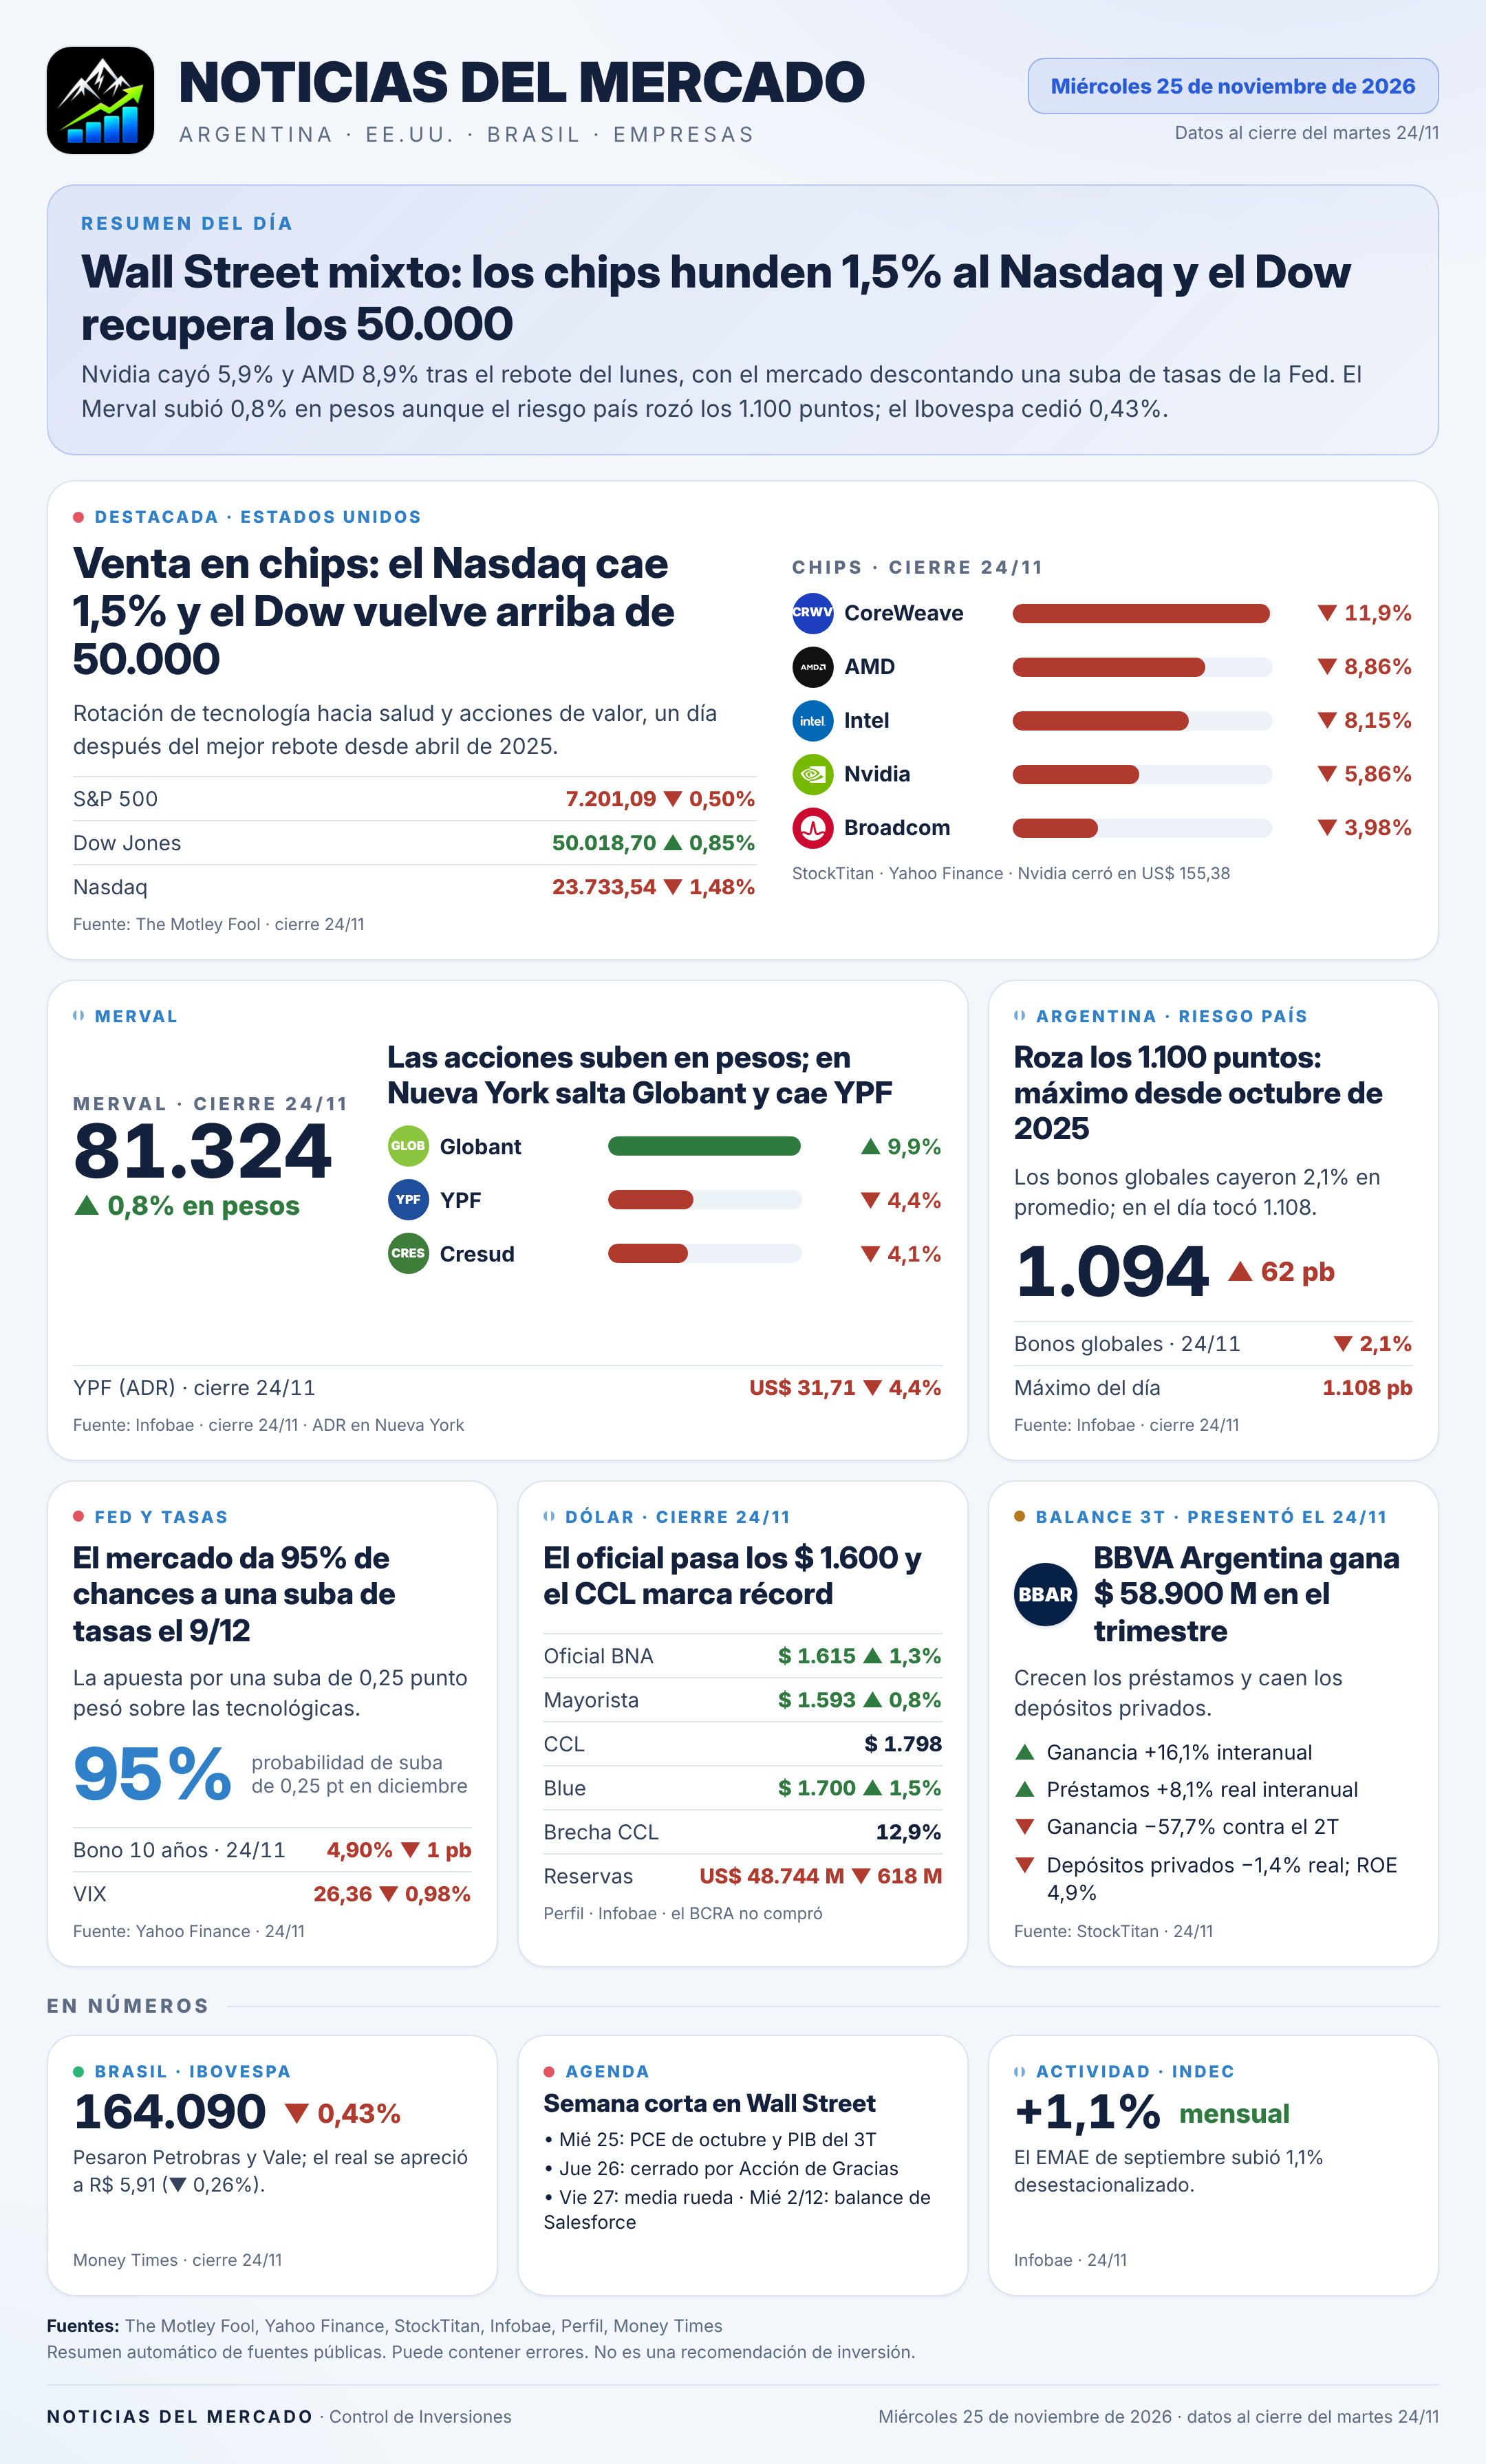 NOTICIAS DEL MERCADO
ARGENTINA · EE.UU. · BRASIL · EMPRESAS
Miércoles 25 de noviembre de 2026
Datos al cierre del martes 24/11
RESUMEN DEL DÍA
Wall Street mixto: los chips hunden 1,5% al Nasdaq y el Dow
recupera los 50.000
Nvidia cayó 5,9% y AMD 8,9% tras el rebote del lunes, con el mercado descontando una suba de tasas de la Fed. El
Merval subió 0,8% en pesos aunque el riesgo país rozó los 1.100 puntos; el Ibovespa cedió 0,43%.
DESTACADA · ESTADOS UNIDOS
Venta en chips: el Nasdaq cae
1,5% y el Dow vuelve arriba de
50.000
Rotación de tecnología hacia salud y acciones de valor, un día
después del mejor rebote desde abril de 2025.
S&P 500 7.201,09 ▼ 0,50%
Dow Jones 50.018,70 ▲ 0,85%
Nasdaq 23.733,54 ▼ 1,48%
Fuente: The Motley Fool · cierre 24/11
CHIPS · CIERRE 24/11
CRWV CoreWeave ▼ 11,9%
AMD AMD ▼ 8,86%
intel Intel ▼ 8,15%
Nvidia ▼ 5,86%
Broadcom ▼ 3,98%
StockTitan · Yahoo Finance · Nvidia cerró en US$ 155,38
MERVAL
MERVAL · CIERRE 24/11
81.324
▲ 0,8% en pesos
Las acciones suben en pesos; en
Nueva York salta Globant y cae YPF
GLOB Globant ▲ 9,9%
YPF YPF ▼ 4,4%
CRES Cresud ▼ 4,1%
YPF (ADR) · cierre 24/11 US$ 31,71 ▼ 4,4%
Fuente: Infobae · cierre 24/11 · ADR en Nueva York
ARGENTINA · RIESGO PAÍS
Roza los 1.100 puntos:
máximo desde octubre de
2025
Los bonos globales cayeron 2,1% en
promedio; en el día tocó 1.108.
1.094 ▲ 62 pb
Bonos globales · 24/11 ▼ 2,1%
Máximo del día 1.108 pb
Fuente: Infobae · cierre 24/11
FED Y TASAS
El mercado da 95% de
chances a una suba de
tasas el 9/12
La apuesta por una suba de 0,25 punto
pesó sobre las tecnológicas.
95% probabilidad de suba
de 0,25 pt en diciembre
Bono 10 años · 24/11 4,90% ▼ 1 pb
VIX 26,36 ▼ 0,98%
Fuente: Yahoo Finance · 24/11
DÓLAR · CIERRE 24/11
El oficial pasa los $ 1.600 y
el CCL marca récord
Oficial BNA $ 1.615 ▲ 1,3%
Mayorista $ 1.593 ▲ 0,8%
CCL $ 1.798
Blue $ 1.700 ▲ 1,5%
Brecha CCL 12,9%
Reservas US$ 48.744 M ▼ 618 M
Perfil · Infobae · el BCRA no compró
BALANCE 3T · PRESENTÓ EL 24/11
BBAR
BBVA Argentina gana
$ 58.900 M en el
trimestre
Crecen los préstamos y caen los
depósitos privados.
▲ Ganancia +16,1% interanual
▲ Préstamos +8,1% real interanual
▼ Ganancia −57,7% contra el 2T
▼ Depósitos privados −1,4% real; ROE
4,9%
Fuente: StockTitan · 24/11
EN NÚMEROS
BRASIL · IBOVESPA
164.090 ▼ 0,43%
Pesaron Petrobras y Vale; el real se apreció
a R$ 5,91 (▼ 0,26%).
Money Times · cierre 24/11
AGENDA
Semana corta en Wall Street
• Mié 25: PCE de octubre y PIB del 3T
• Jue 26: cerrado por Acción de Gracias
• Vie 27: media rueda · Mié 2/12: balance de
Salesforce
ACTIVIDAD · INDEC
+1,1% mensual
El EMAE de septiembre subió 1,1%
desestacionalizado.
Infobae · 24/11
Fuentes: The Motley Fool, Yahoo Finance, StockTitan, Infobae, Perfil, Money Times
Resumen automático de fuentes públicas. Puede contener errores. No es una recomendación de inversión.
NOTICIAS DEL MERCADO · Control de Inversiones
Miércoles 25 de noviembre de 2026 · datos al cierre del martes 24/11